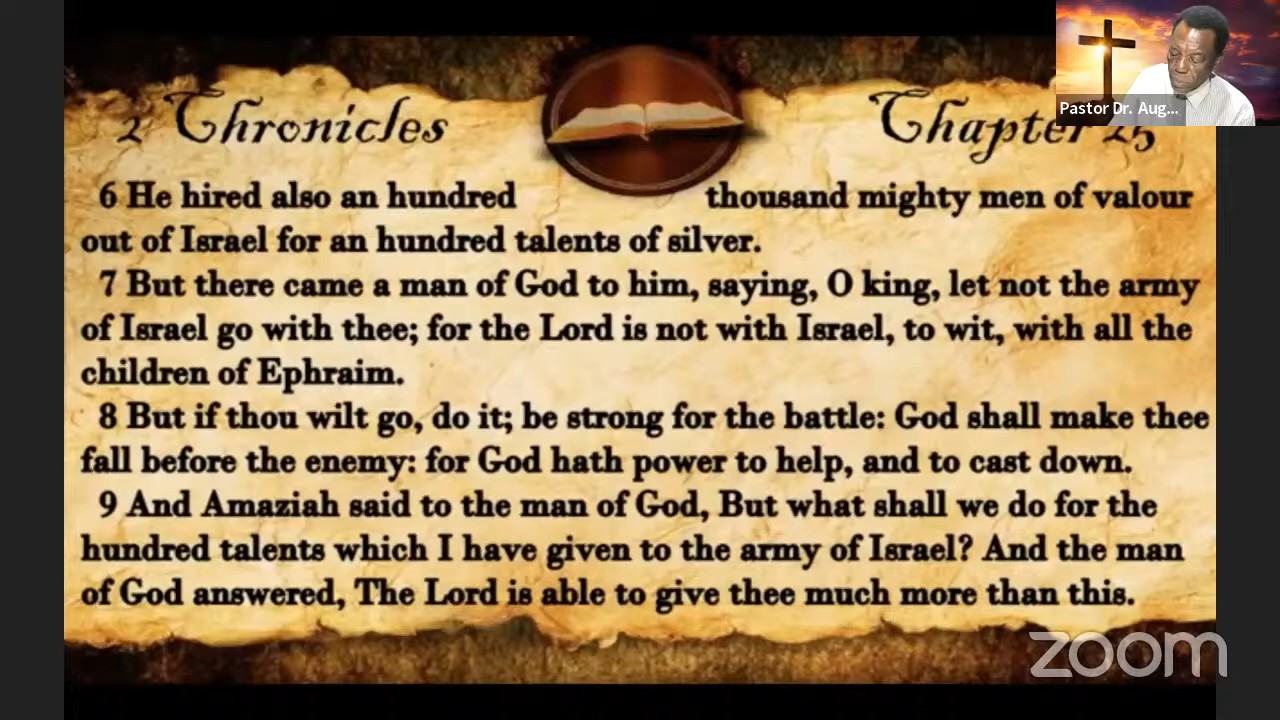 2 Chronicles Chapter 25
Pastor Dr. Aug...
6 He hired also an hundred thousand mighty men of valour
out of Israel for an hundred talents of silver.
7 But there came a man of God to him, saying, O king, let not the army
of Israel go with thee; for the Lord is not with Israel, to wit, with all the
children of Ephraim.
8 But if thou wilt go, do it; be strong for the battle: God shall make thee
fall before the enemy: for God hath power to help, and to cast down.
9 And Amaziah said to the man of God, But what shall we do for the
hundred talents which I have given to the army of Israel? And the man
of God answered, The Lord is able to give thee much more than this.
zoom